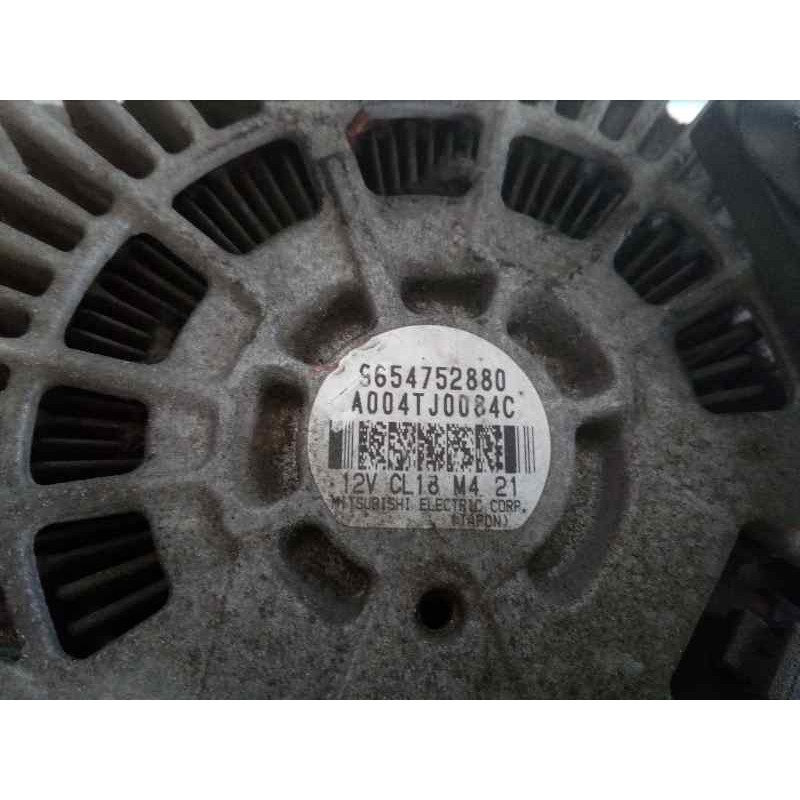 9654752880
A004TJ0084C
12V CL18 M4 21
MITSUBISHI ELECTRIC CORP.